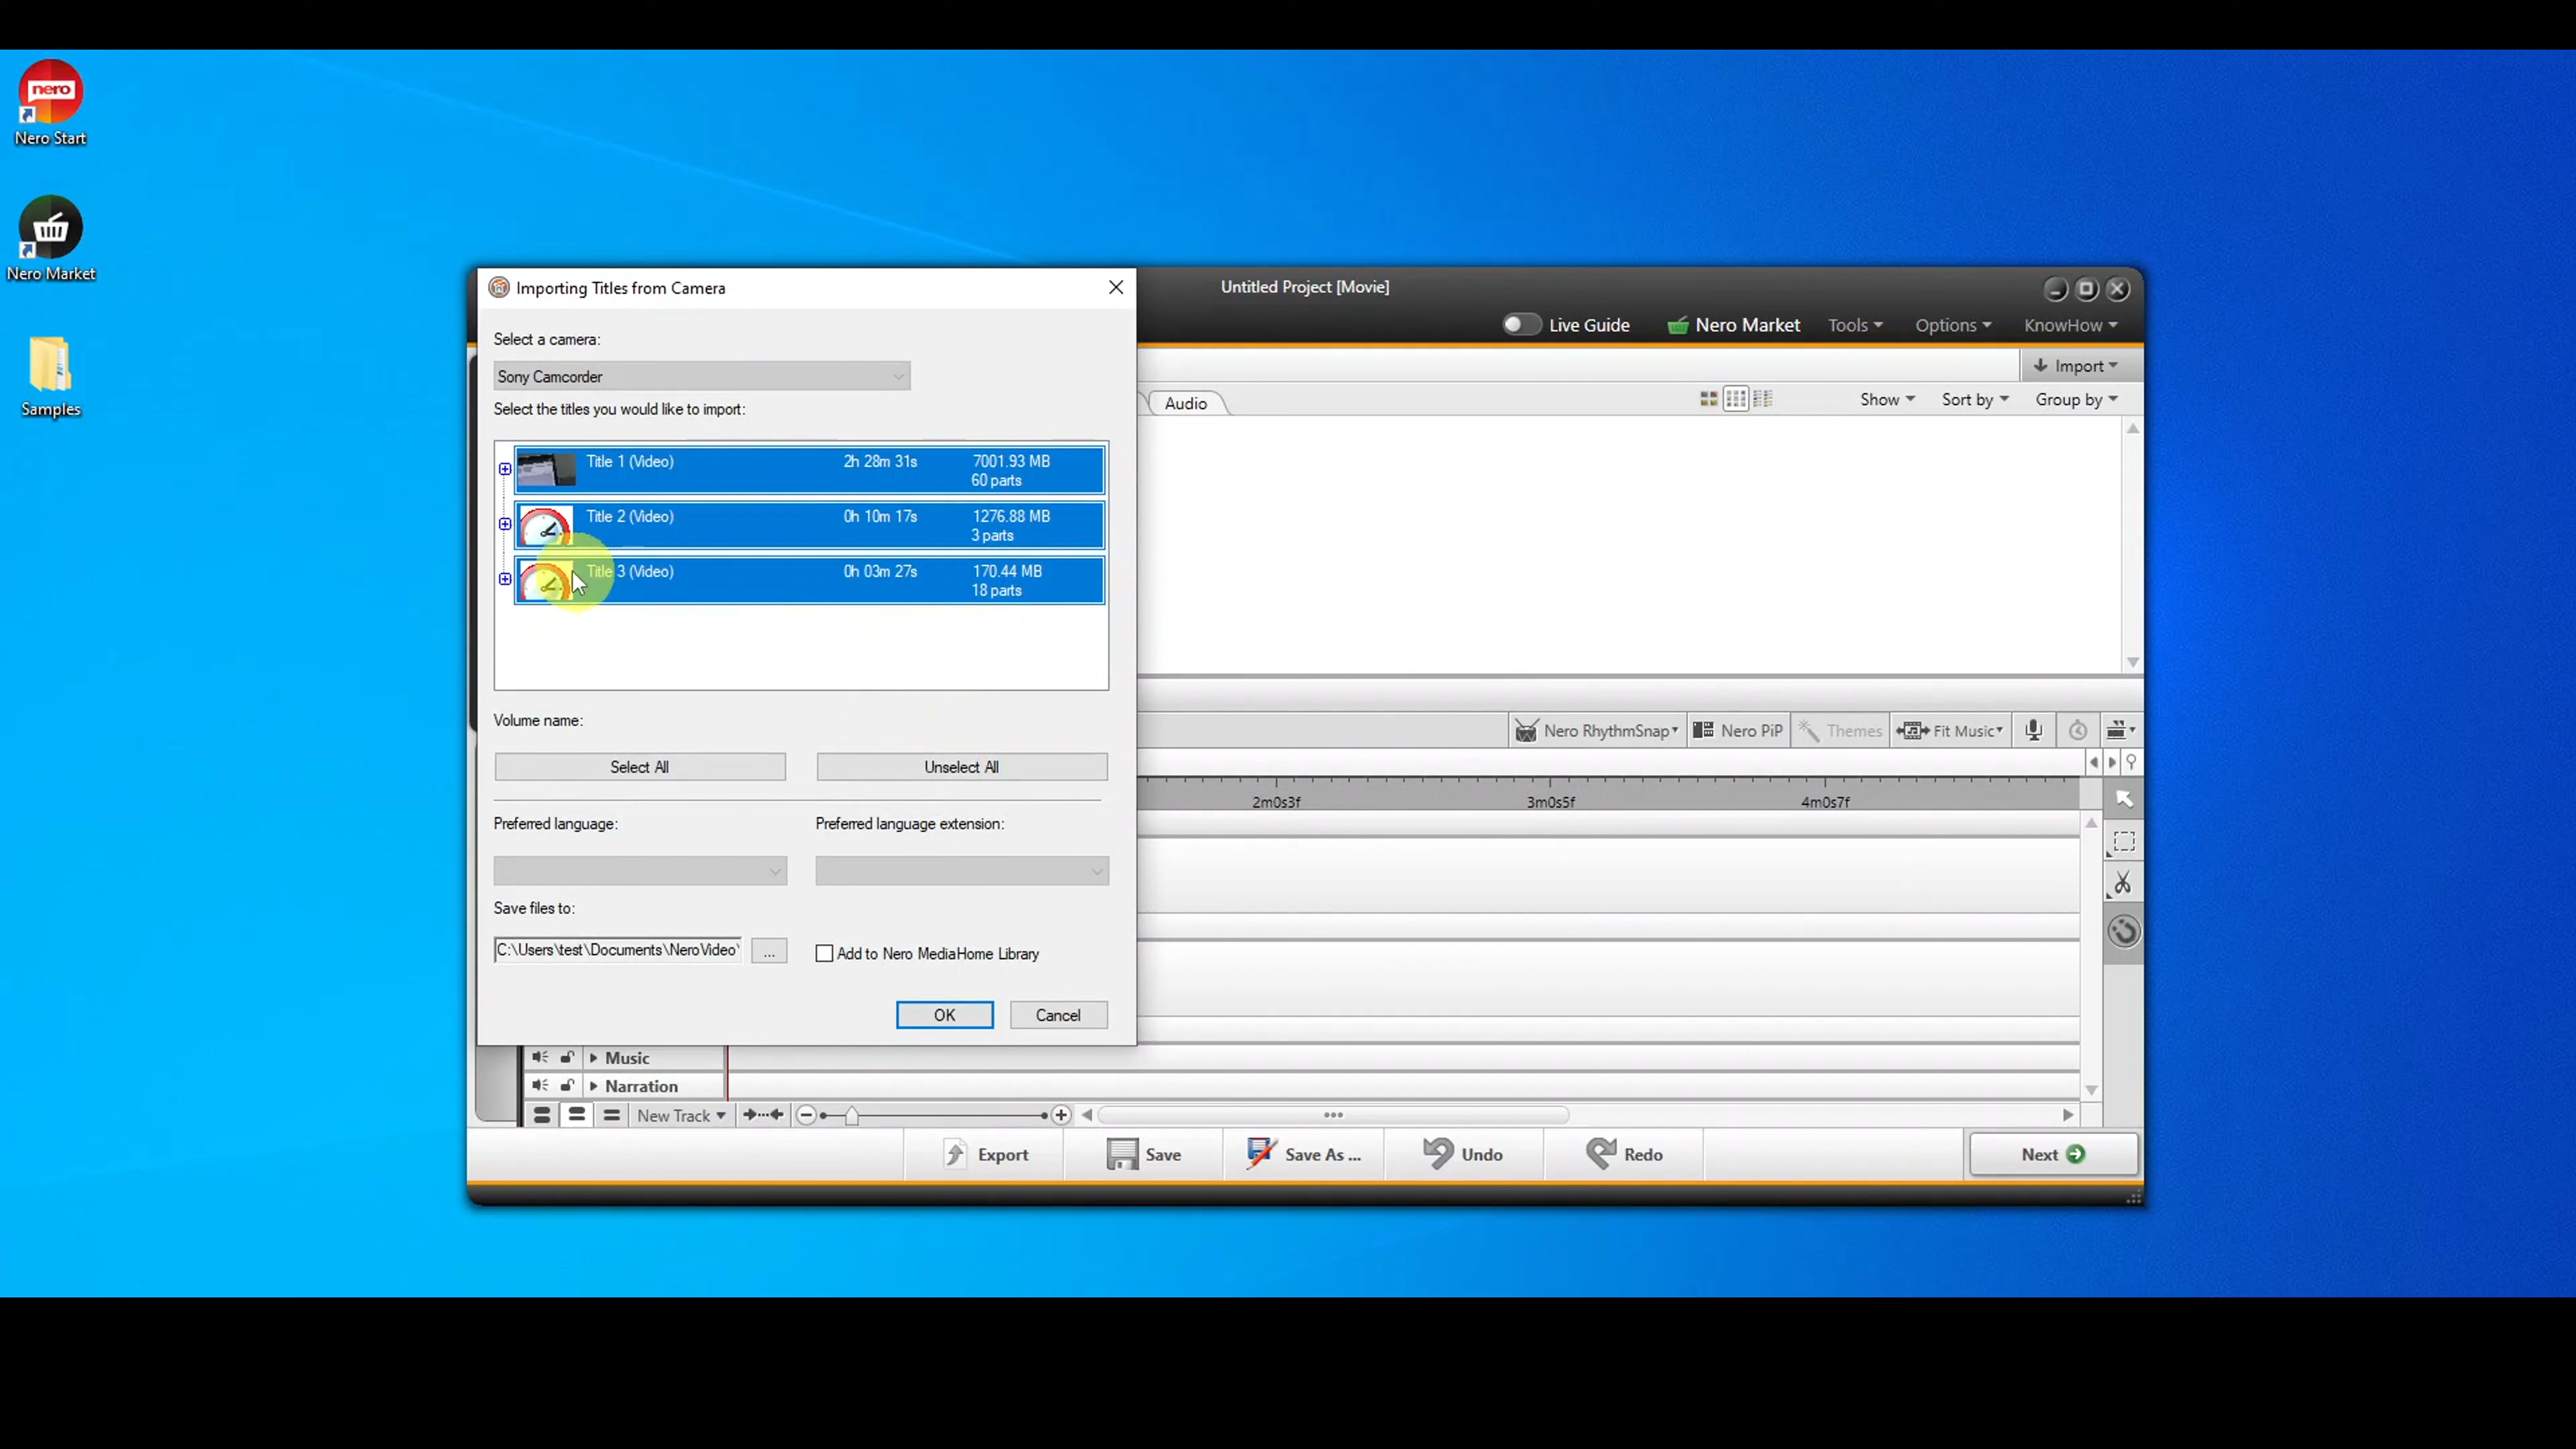 nero
Nero Start
Nero Market
Samples
Untitled Project [Movie]
Live Guide
Nero Market
Tools
Options
KnowHow
Import
Audio
Show
Sort by
Group by
Importing Titles from Camera
Select a camera:
Sony Camcorder
Select the titles you would like to import:
Title 1 (Video) 2h 28m 31s 7001.93 MB
60 parts
Title 2 (Video) 0h 10m 17s 1276.88 MB
3 parts
Title 3 (Video) 0h 03m 27s 170.44 MB
18 parts
Volume name:
Select All
Unselect All
Preferred language:
Preferred language extension:
Save files to:
C:\Users\test\Documents\NeroVideo\
...
Add to Nero MediaHome Library
OK
Cancel
Nero RhythmSnap
Nero PiP
Themes
Fit Music
2m0s3f
3m0s5f
4m0s7f
Music
Narration
New Track
Export
Save
Save As ...
Undo
Redo
Next